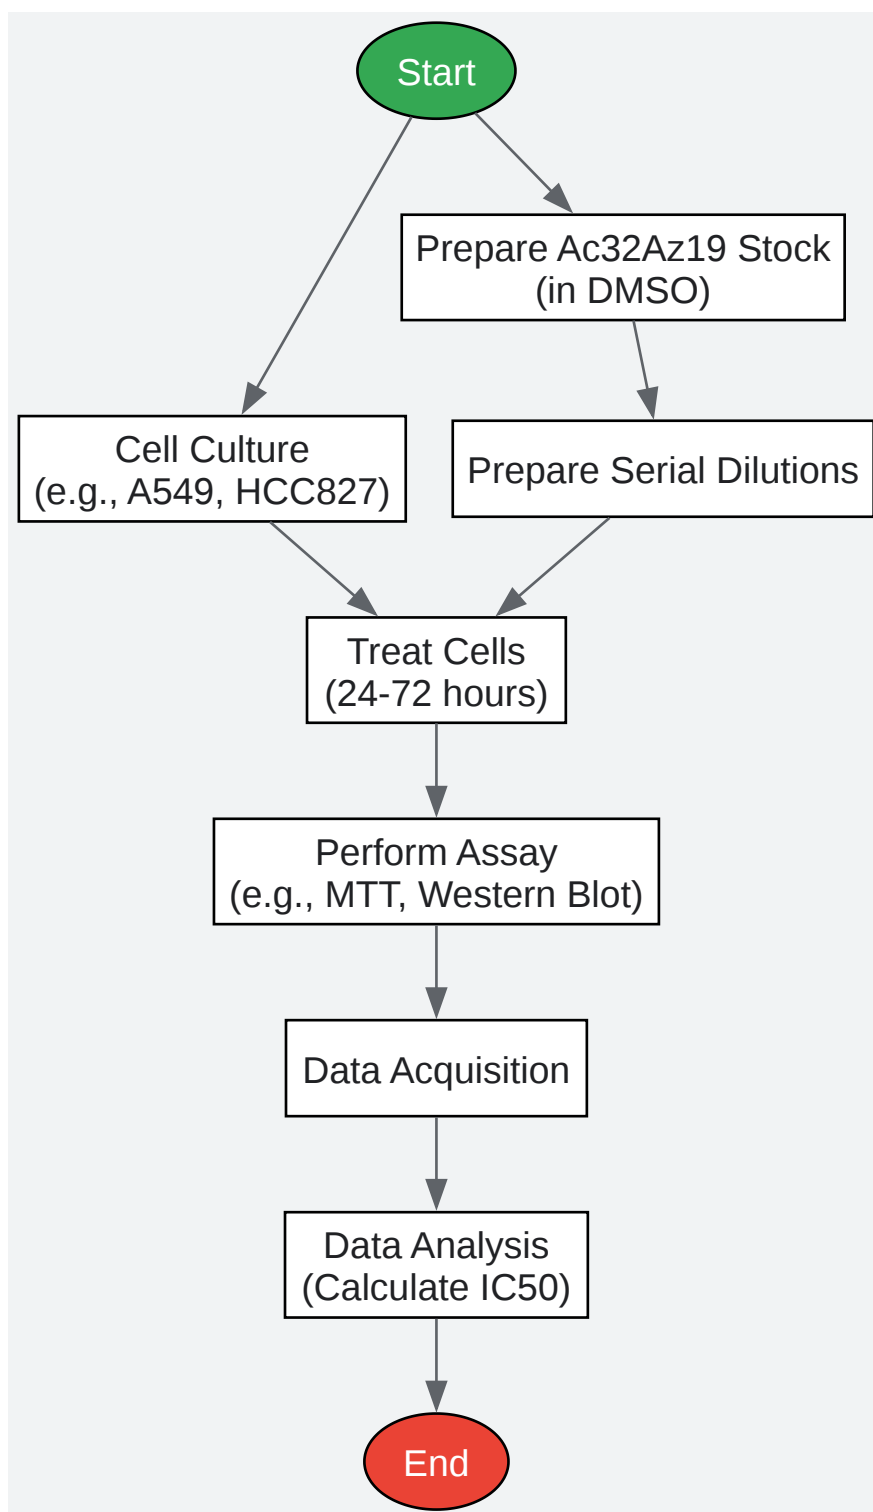 Start
Prepare Ac32Az19 Stock
(in DMSO)
Cell Culture
(e.g., A549, HCC827)
Prepare Serial Dilutions
Treat Cells
(24-72 hours)
Perform Assay
(e.g., MTT, Western Blot)
Data Acquisition
Data Analysis
(Calculate IC50)
End